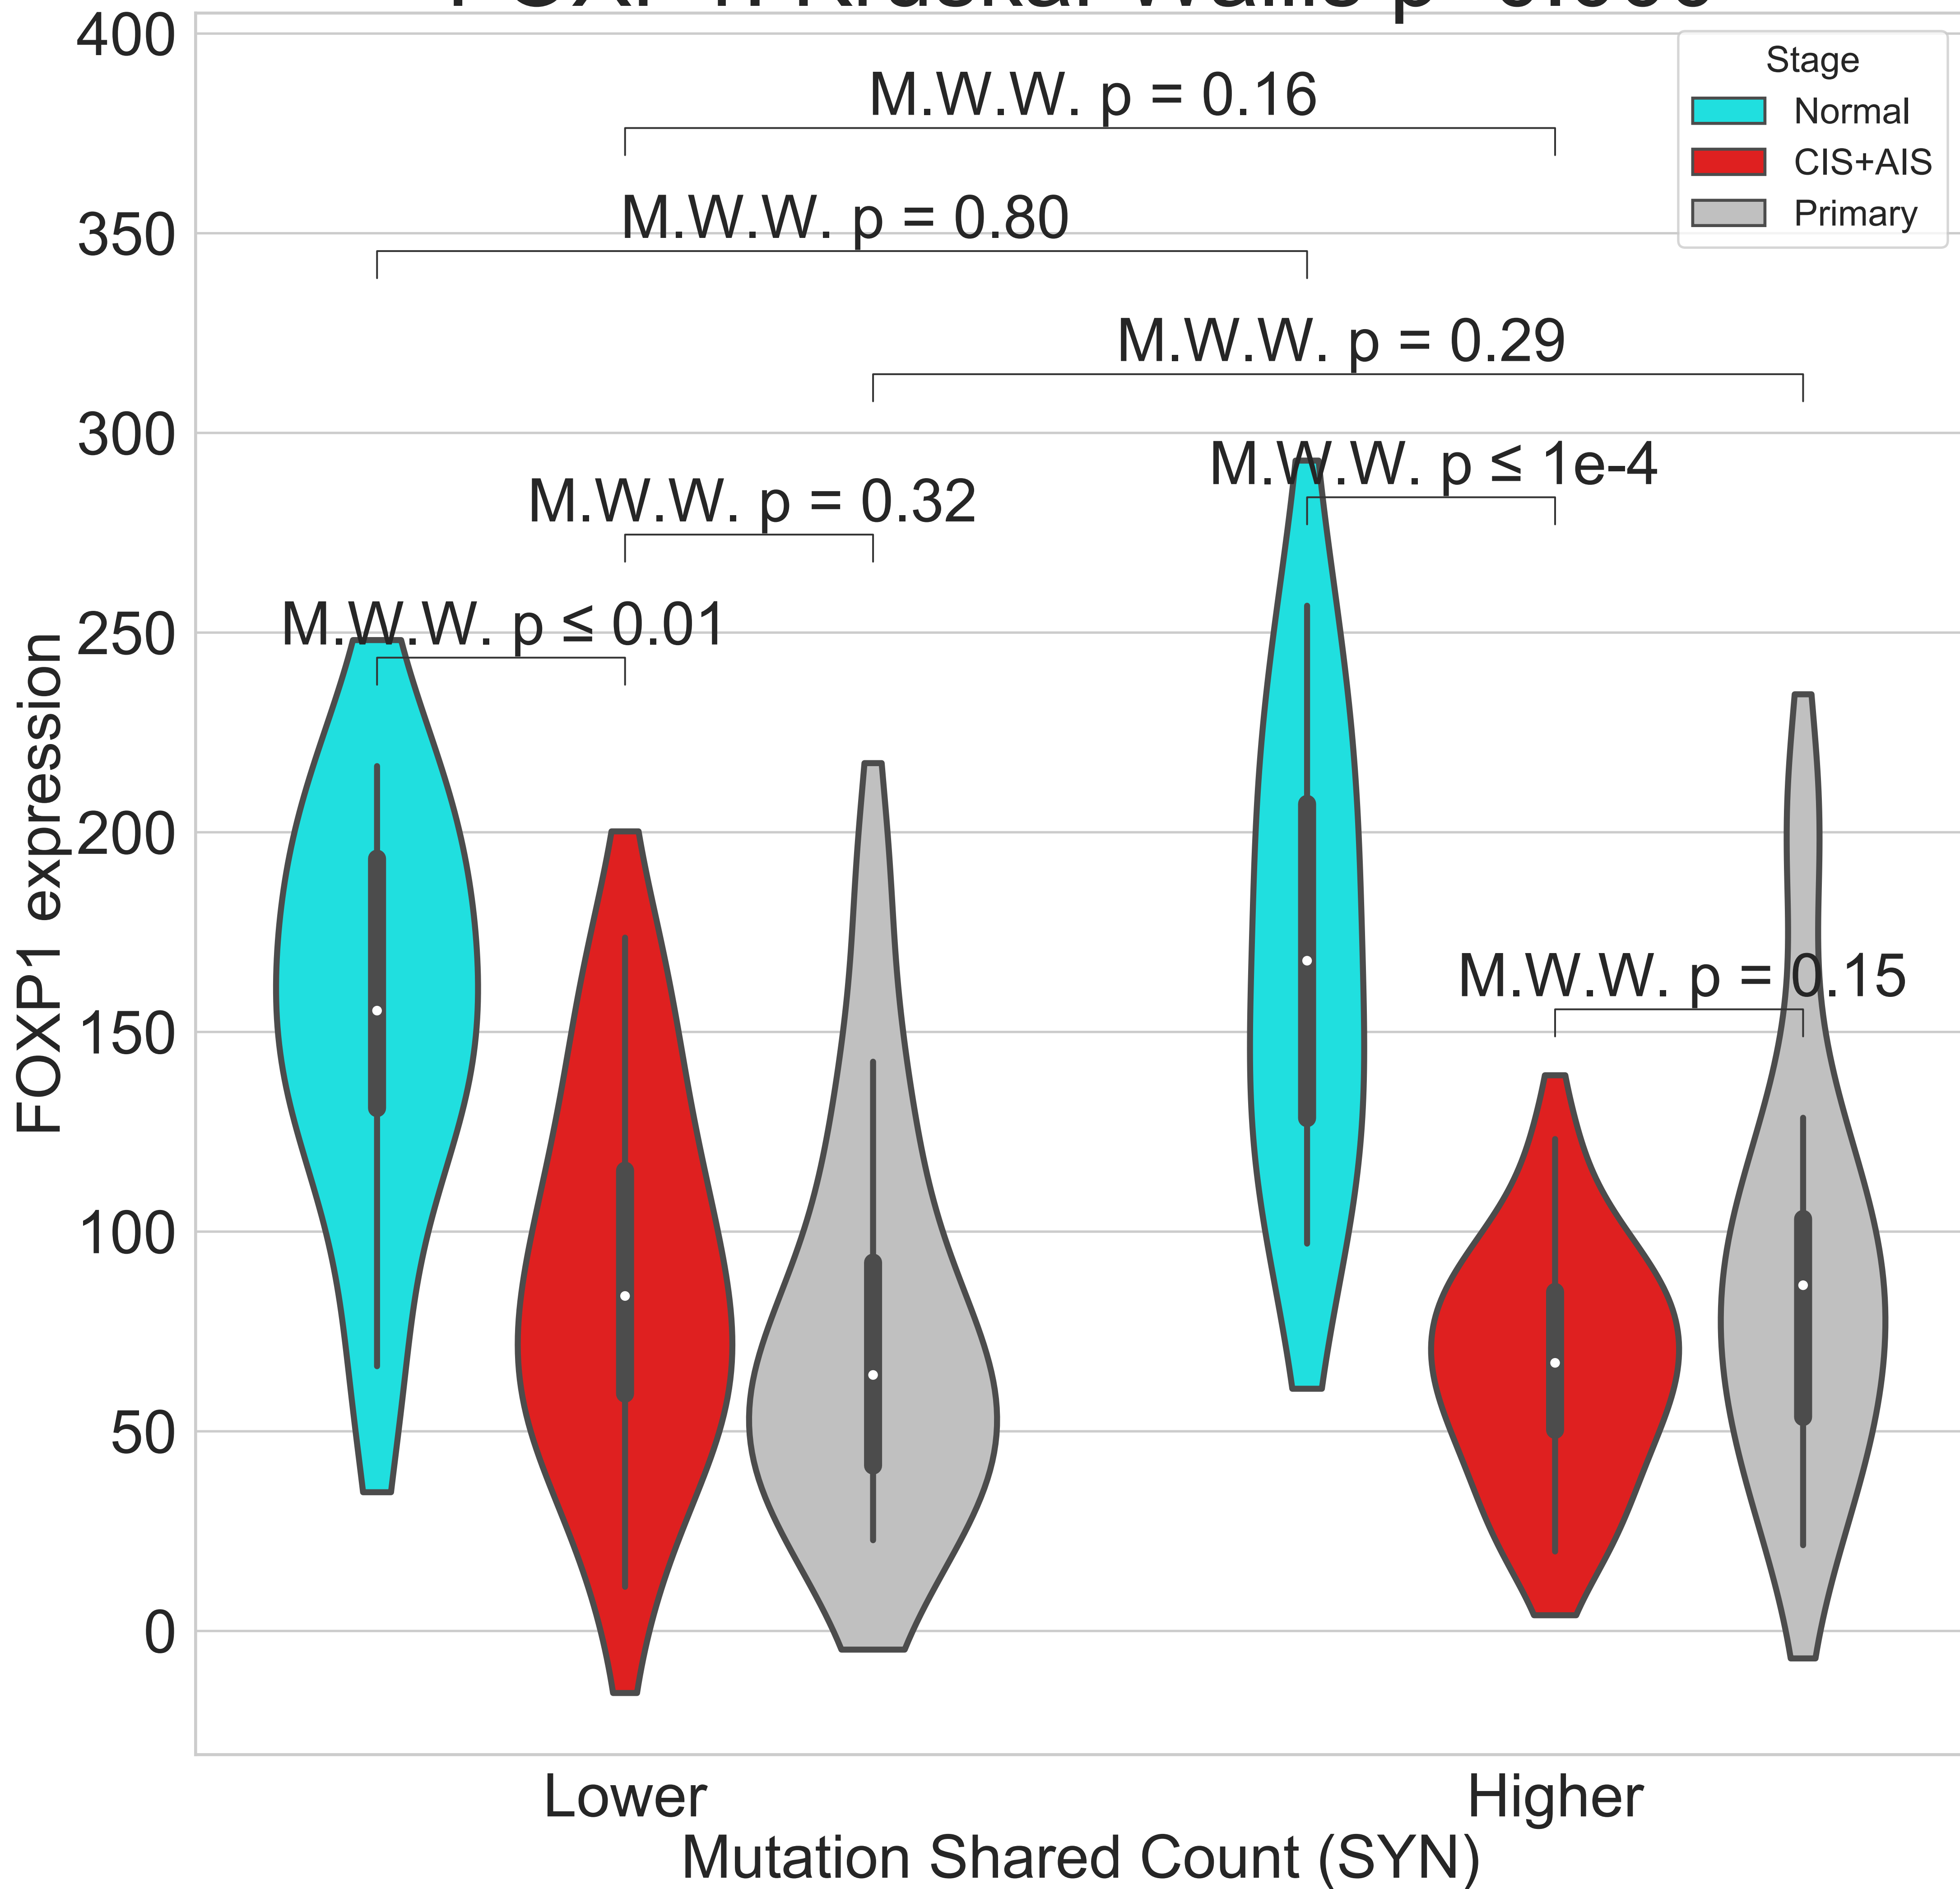 400
350
300
250
200
150
100
50
0
FOXP1 expression
M.W.W. p = 0.16
M.W.W. p = 0.80
M.W.W. p = 0.29
M.W.W. p ≤ 1e-4
M.W.W. p = 0.32
M.W.W. p ≤ 0.01
M.W.W. p = 0.15
Stage
Normal
CIS+AIS
Primary
Lower
Higher
Mutation Shared Count (SYN)